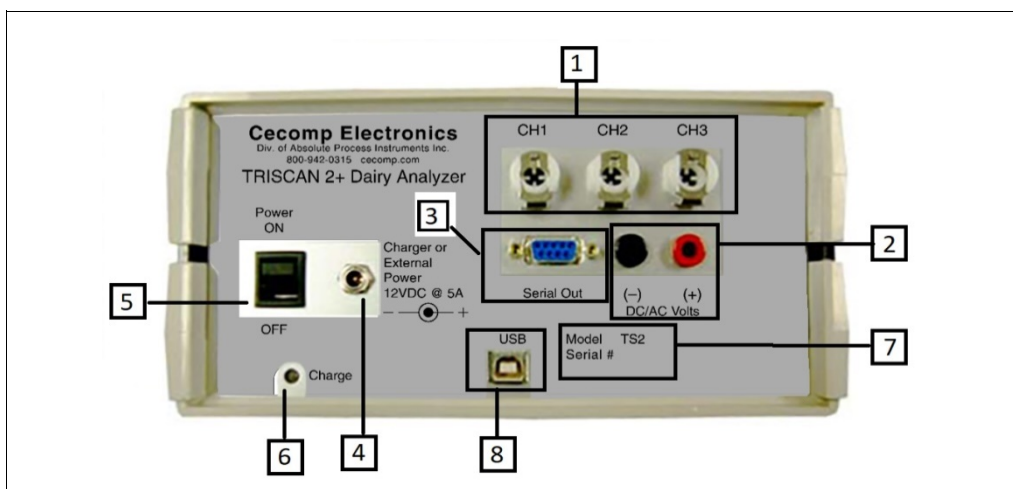 1
CH1 CH2 CH3
Cecomp Electronics
Div. of Absolute Process Instruments Inc.
800-942-0315 cecomp.com
TRISCAN 2+ Dairy Analyzer
3
Power
ON
Charger or
External
Power
12VDC @ 5A
- +
2
5
OFF
Serial Out
(-) (+)
DC/AC Volts
USB
Model TS2
Serial #
7
Charge
6
4
8